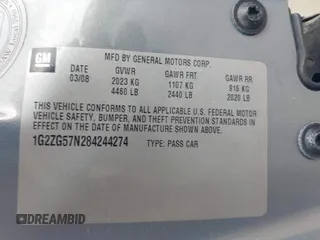 GM
MFD BY GENERAL MOTORS CORP.
DATE GVWR GAWR FRT GAWR RR
03/08 2023 KG 1107 KG 916 KG
4460 LB 2440 LB 2020 LB
THIS VEHICLE CONFORMS TO ALL APPLICABLE U.S. FEDERAL MOTOR
VEHICLE SAFETY, BUMPER, AND THEFT PREVENTION STANDARDS IN
EFFECT ON THE DATE OF MANUFACTURE SHOWN ABOVE.
1G2ZG57N284244274 TYPE: PASS CAR
DREAMBID